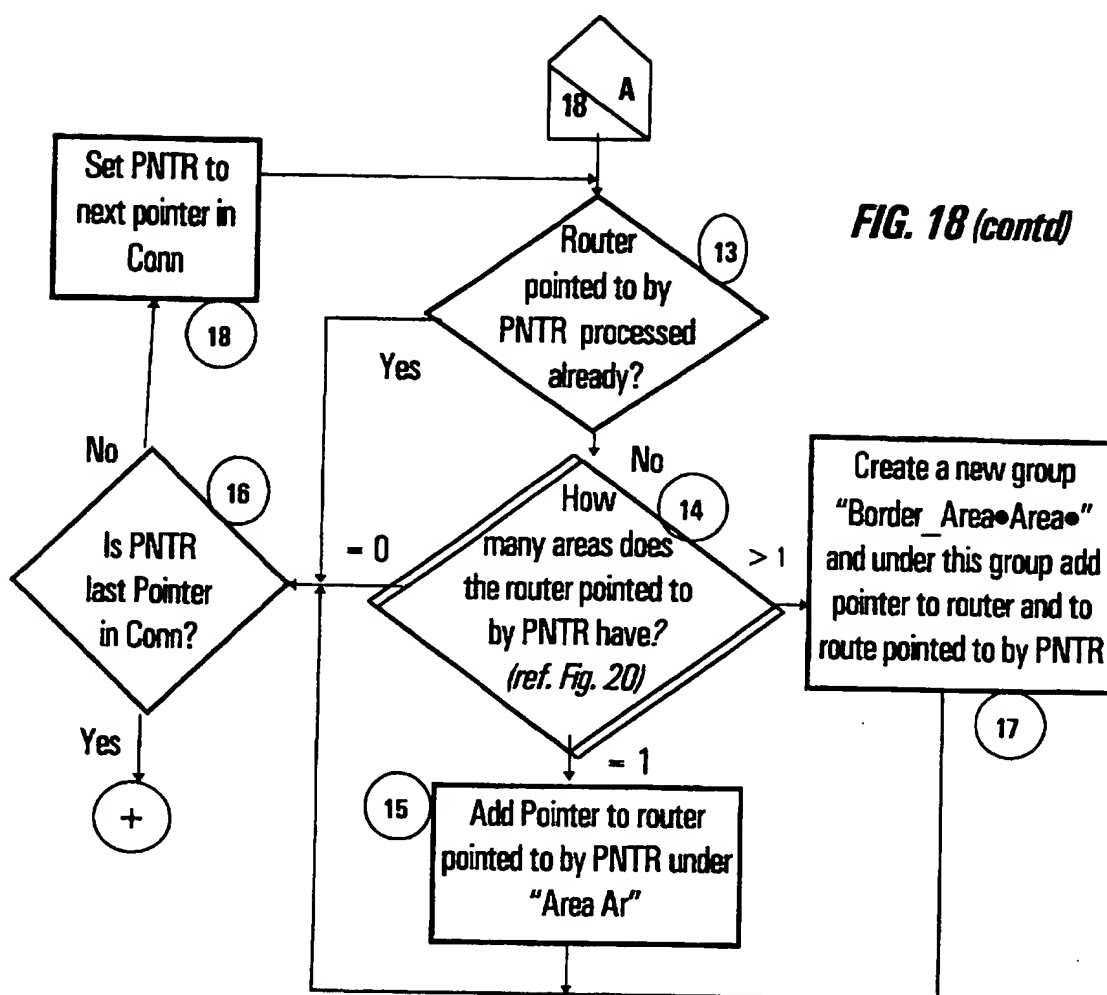 18 A
Set PNTR to
next pointer in
Conn
18
FIG. 18 (contd)
Router
pointed to by
PNTR processed
already?
13
Yes
No
No
Is PNTR
last Pointer
in Conn?
16
Yes
+
= 0
How
many areas does
the router pointed to
by PNTR have?
(ref. Fig. 20)
14
> 1
Create a new group
"Border_Area•Area•"
and under this group add
pointer to router and to
route pointed to by PNTR
17
= 1
15
Add Pointer to router
pointed to by PNTR under
"Area Ar"